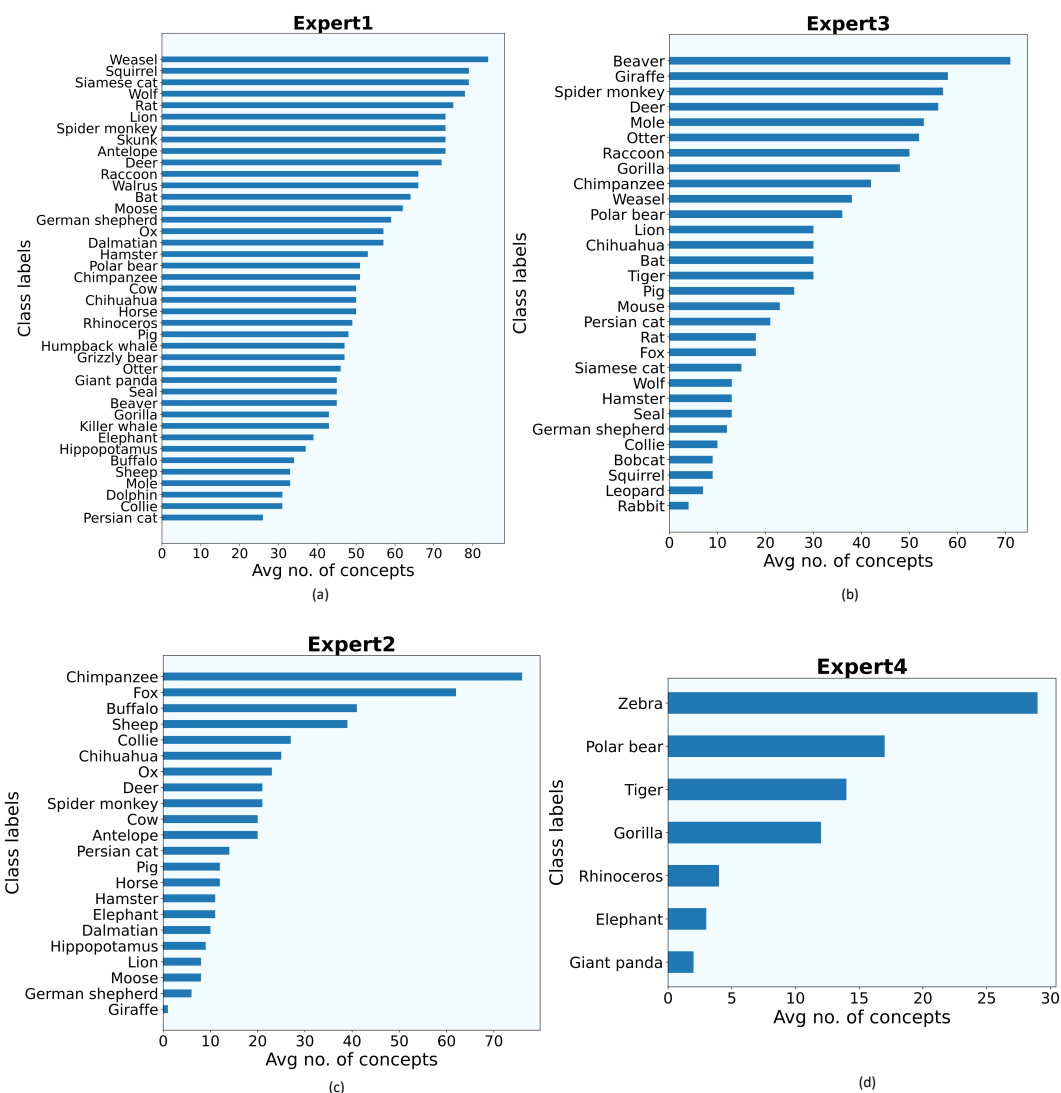 Expert1
Class labels
Weasel
Squirrel
Siamese cat
Wolf
Rat
Lion
Spider monkey
Skunk
Antelope
Deer
Raccoon
Walrus
Bat
Moose
German shepherd
Ox
Dalmatian
Hamster
Polar bear
Chimpanzee
Cow
Chihuahua
Horse
Rhinoceros
Pig
Humpback whale
Grizzly bear
Otter
Giant panda
Seal
Beaver
Gorilla
Killer whale
Elephant
Hippopotamus
Buffalo
Sheep
Mole
Dolphin
Collie
Persian cat
0 10 20 30 40 50 60 70 80
Avg no. of concepts
(a)
Expert3
Class labels
Beaver
Giraffe
Spider monkey
Deer
Mole
Otter
Raccoon
Gorilla
Chimpanzee
Weasel
Polar bear
Lion
Chihuahua
Bat
Tiger
Pig
Mouse
Persian cat
Rat
Fox
Siamese cat
Wolf
Hamster
Seal
German shepherd
Collie
Bobcat
Squirrel
Leopard
Rabbit
0 10 20 30 40 50 60 70
Avg no. of concepts
(b)
Expert2
Class labels
Chimpanzee
Fox
Buffalo
Sheep
Collie
Chihuahua
Ox
Deer
Spider monkey
Cow
Antelope
Persian cat
Pig
Horse
Hamster
Elephant
Dalmatian
Hippopotamus
Lion
Moose
German shepherd
Giraffe
0 10 20 30 40 50 60 70
Avg no. of concepts
(c)
Expert4
Class labels
Zebra
Polar bear
Tiger
Gorilla
Rhinoceros
Elephant
Giant panda
0 5 10 15 20 25 30
Avg no. of concepts
(d)